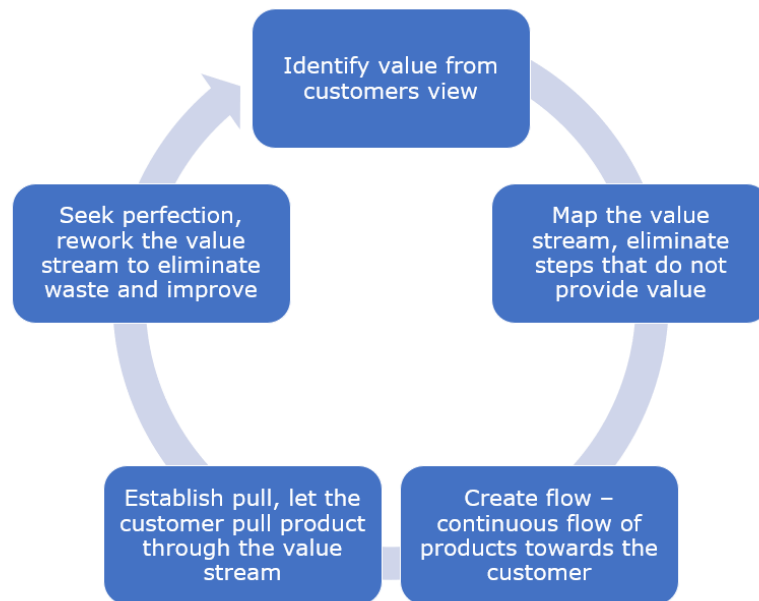 Identify value from
customers view
Map the value
stream, eliminate
steps that do not
provide value
Create flow –
continuous flow of
products towards the
customer
Establish pull, let the
customer pull product
through the value
stream
Seek perfection,
rework the value
stream to eliminate
waste and improve